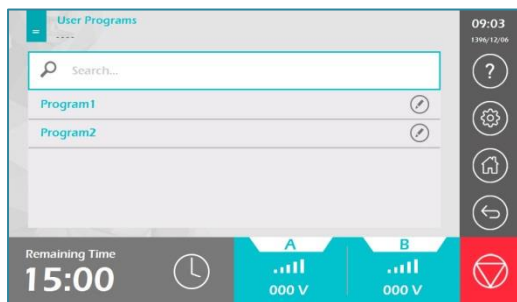 User Programs
----
Search...
Program1
Program2
09:03
1396/12/06
?
Remaining Time
15:00
A
000 V
B
000 V